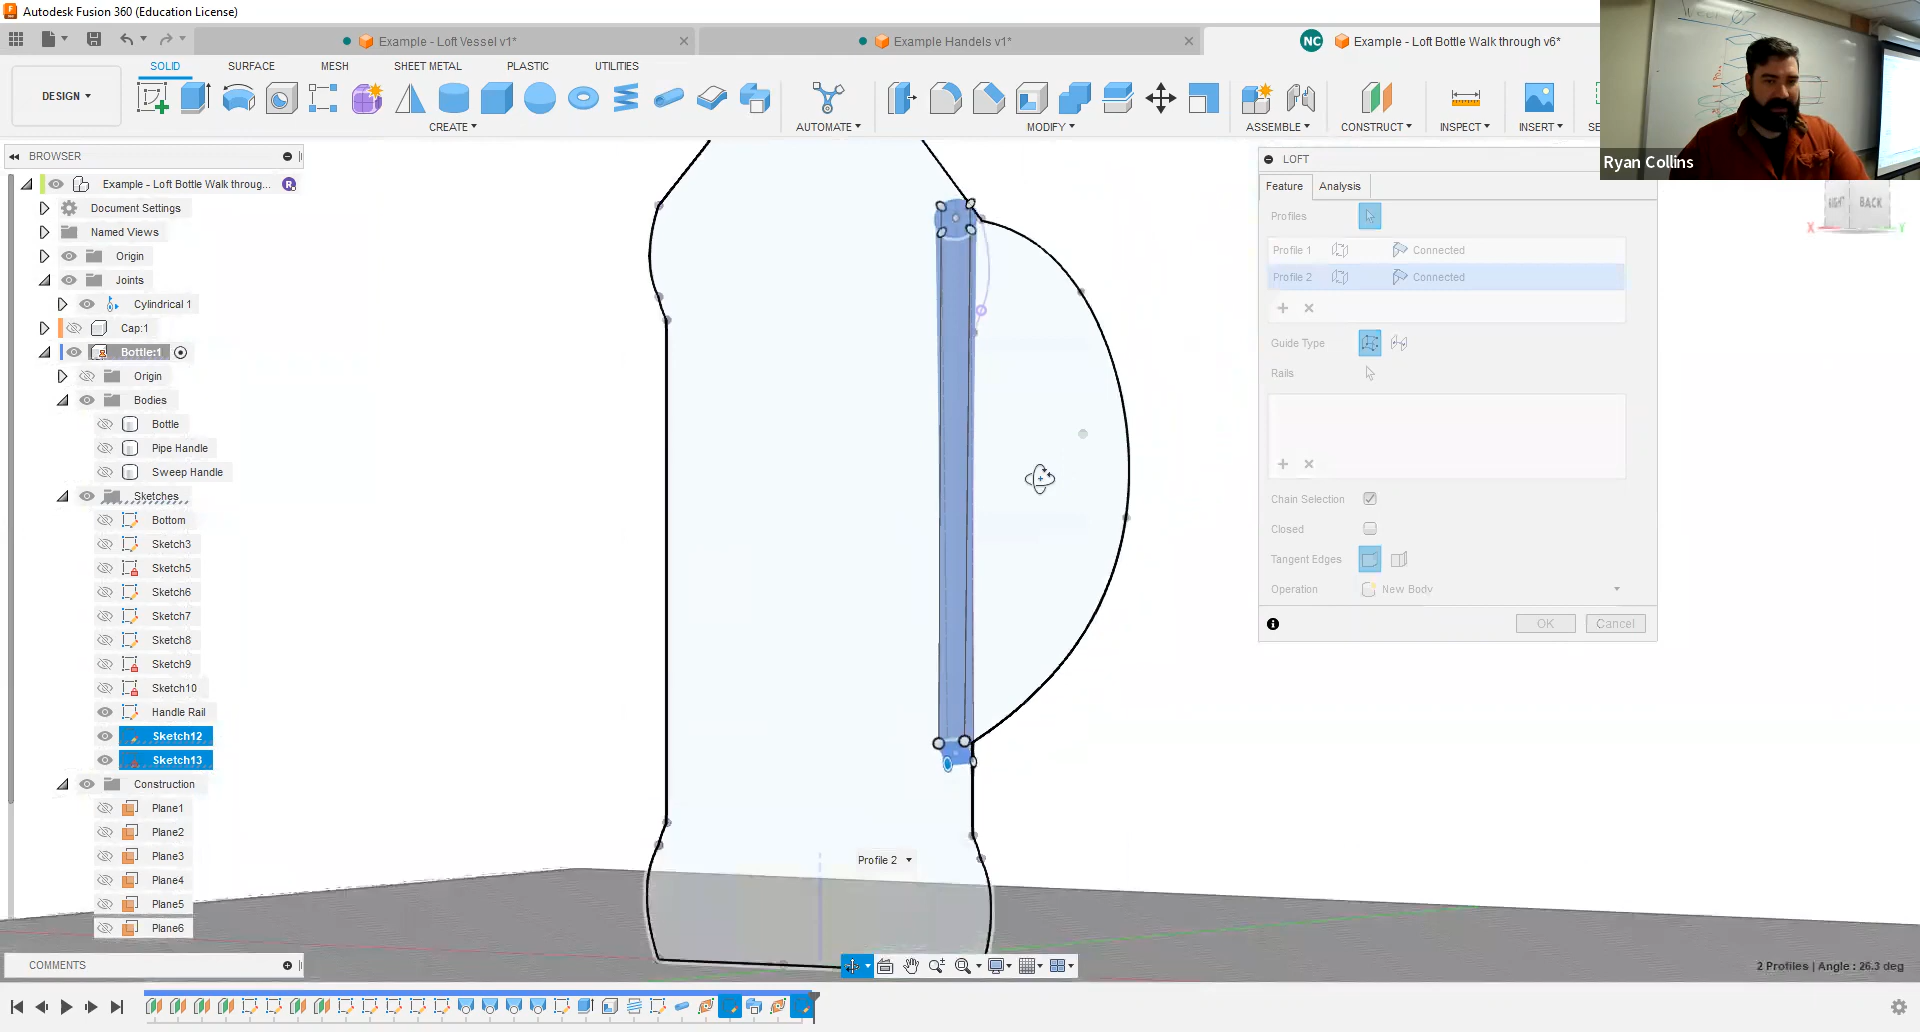 Autodesk Fusion 360 (Education License)
Example - Loft Vessel v1*
Example Handels v1*
NC
Example - Loft Bottle Walk through v6*
DESIGN
SOLID
SURFACE
MESH
SHEET METAL
PLASTIC
UTILITIES
CREATE
AUTOMATE
MODIFY
ASSEMBLE
CONSTRUCT
INSPECT
INSERT
SE
Ryan Collins
BROWSER
Example - Loft Bottle Walk throug...
R
Document Settings
Named Views
Origin
Joints
Cylindrical 1
Cap:1
Bottle:1
Origin
Bodies
Bottle
Pipe Handle
Sweep Handle
Sketches
Bottom
Sketch3
Sketch5
Sketch6
Sketch7
Sketch8
Sketch9
Sketch10
Handle Rail
Sketch12
Sketch13
Construction
Plane1
Plane2
Plane3
Plane4
Plane5
Plane6
COMMENTS
Profile 2
LOFT
Feature
Analysis
Profiles
Profile 1 Connected
Profile 2 Connected
Guide Type
Rails
Chain Selection
Closed
Tangent Edges
Operation New Body
OK
Cancel
RIGHT
BACK
X
Y
2 Profiles | Angle : 26.3 deg